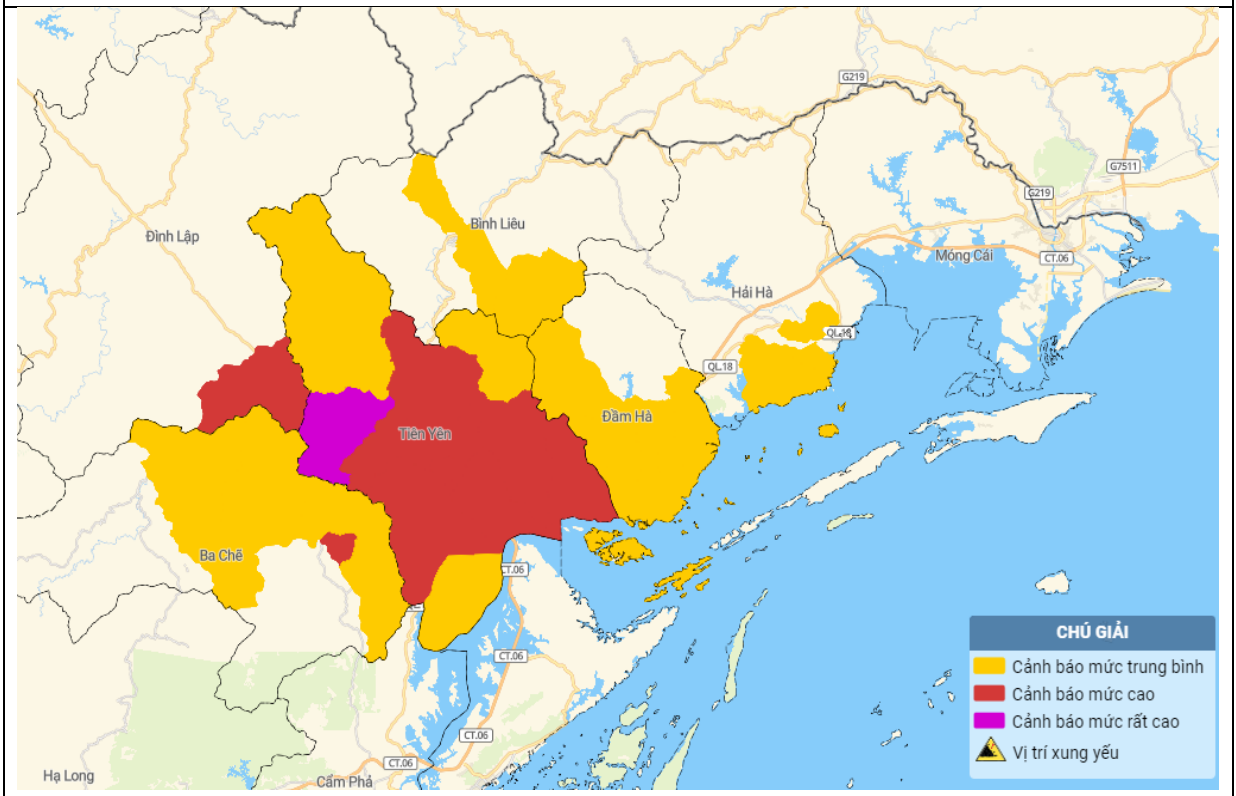 G219
G7511
G219
Bình Liêu
Đình Lập
Móng Cái
CT.06
Hải Hà
QL.18
QL.18
Đầm Hà
Tiên Yên
Ba Chẽ
CT.06
CT.06
CT.06
CT.06
Hạ Long
Cẩm Phả
CHÚ GIẢI
Cảnh báo mức trung bình
Cảnh báo mức cao
Cảnh báo mức rất cao
Vị trí xung yếu